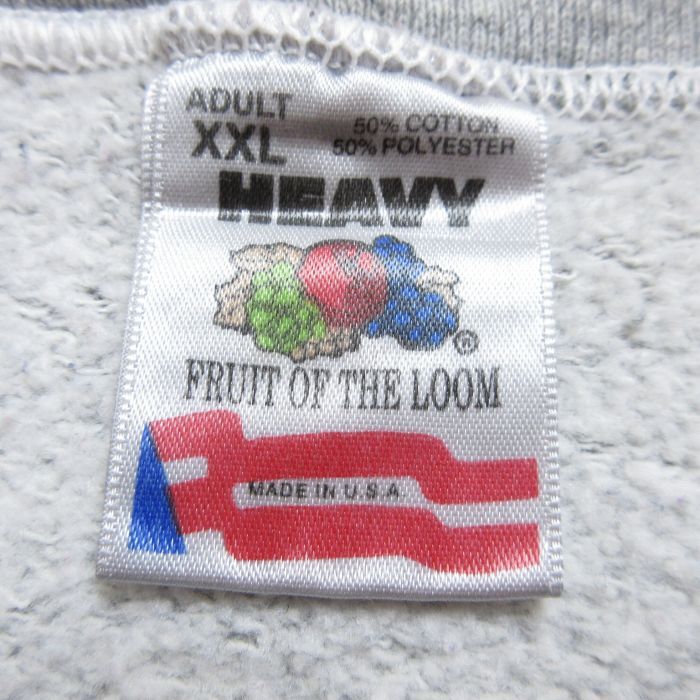 ADULT
XXL
50% COTTON
50% POLYESTER
HEAVY
®
FRUIT OF THE LOOM
MADE IN U.S.A.